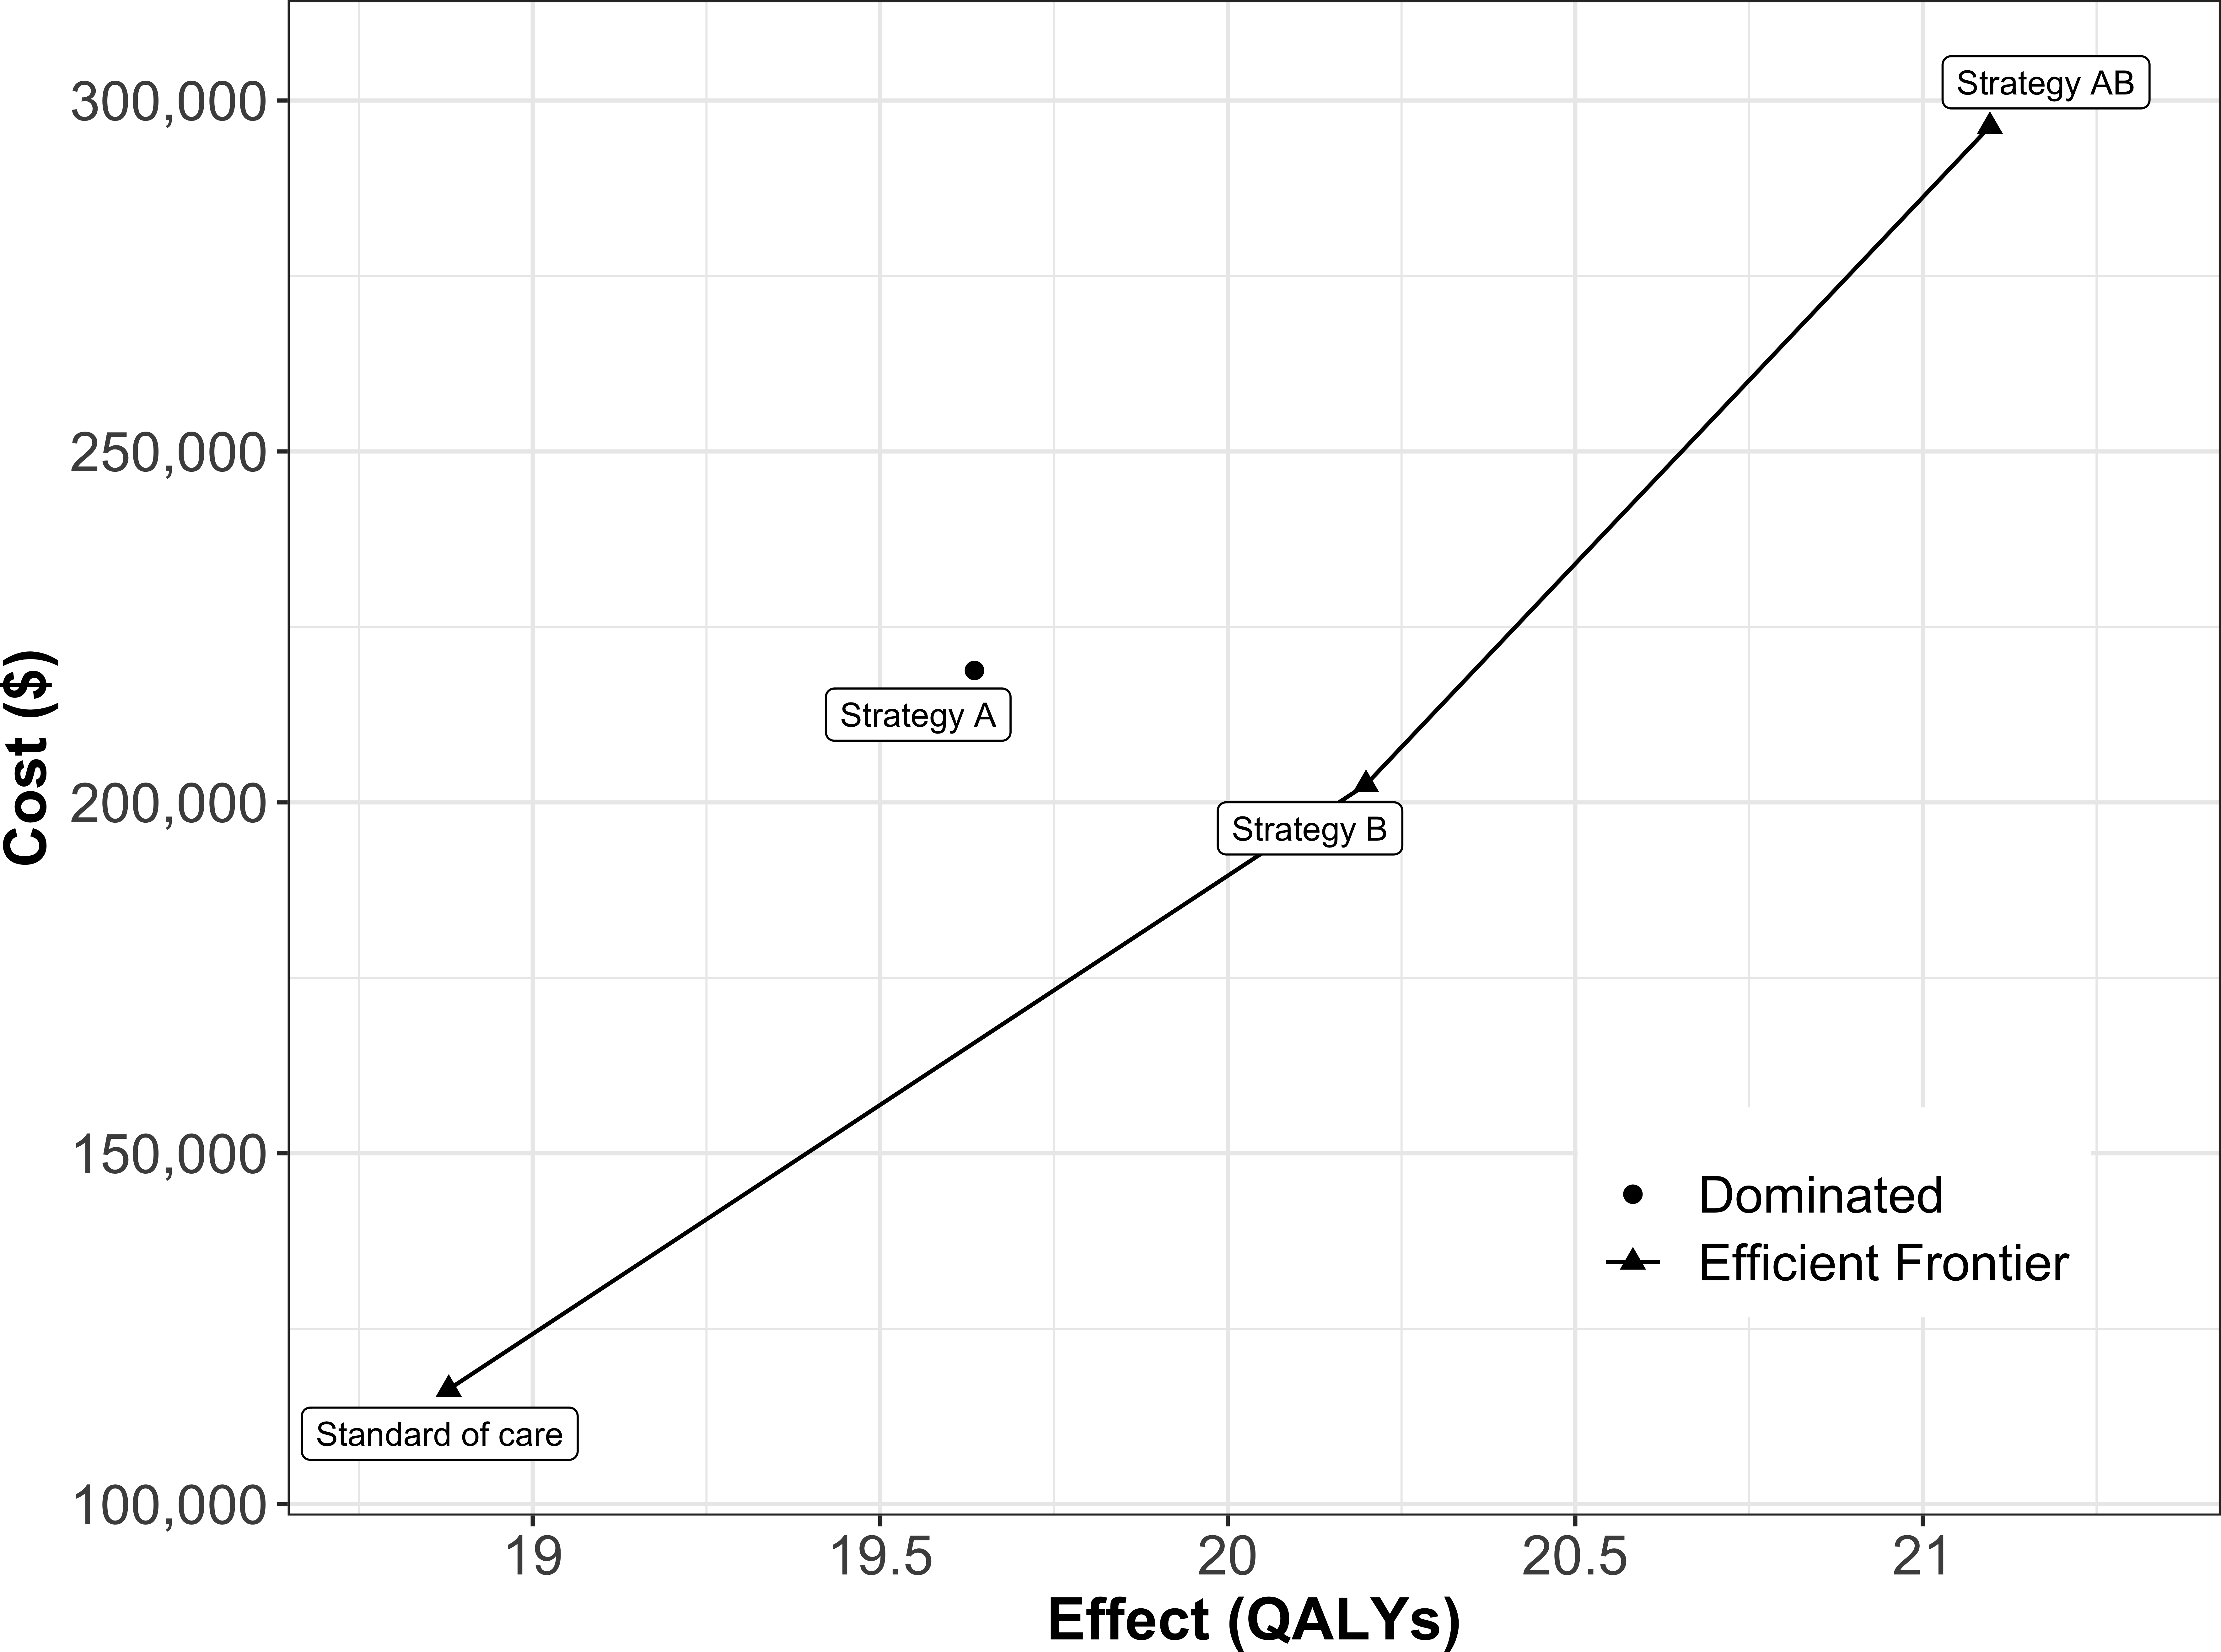 Cost ($)
300,000
250,000
200,000
150,000
100,000
Strategy AB
Strategy A
Strategy B
Standard of care
Dominated
Efficient Frontier
19
19.5
20
20.5
21
Effect (QALYs)